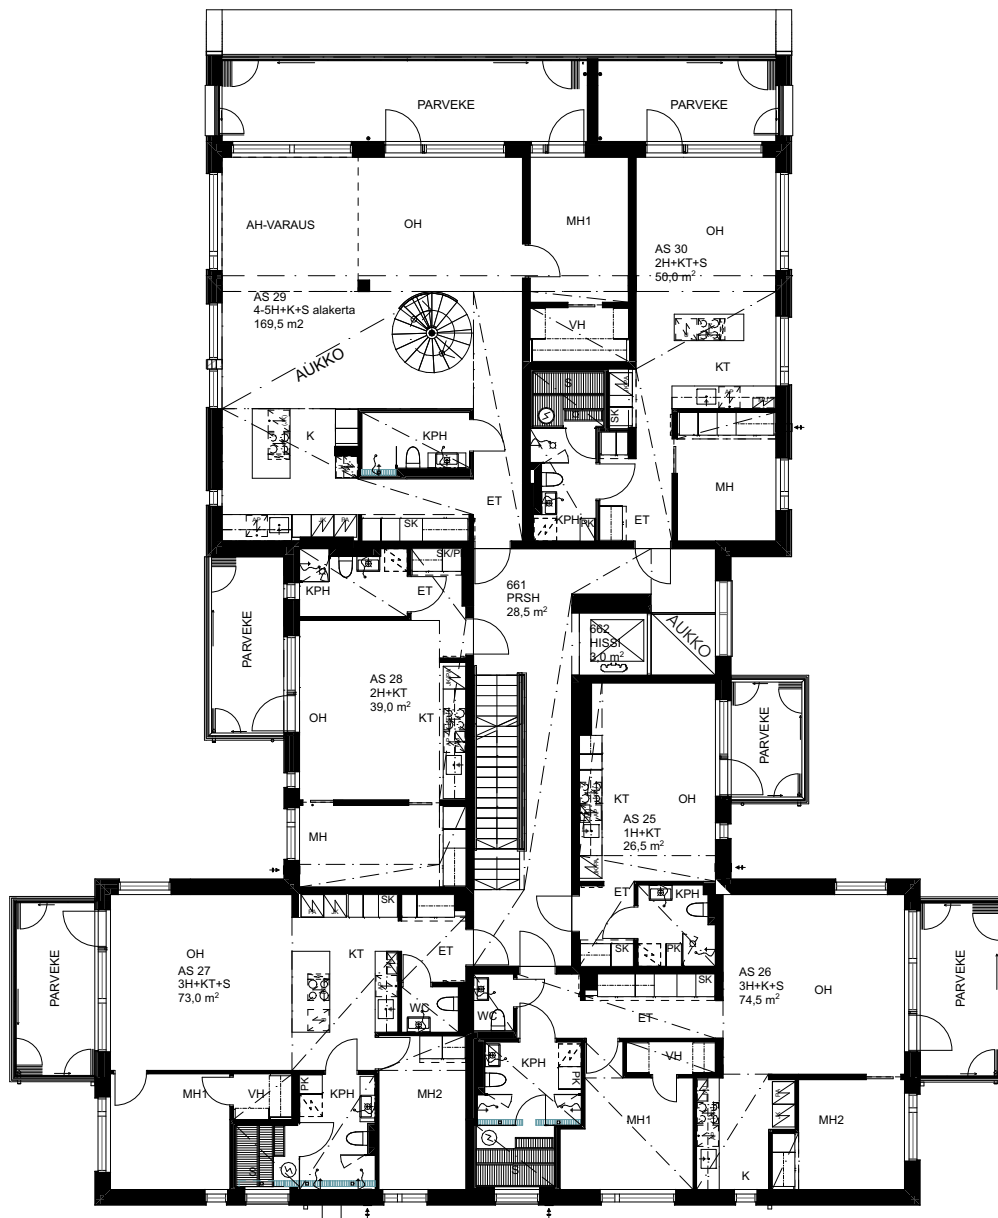 PARVEKE
PARVEKE
AH-VARAUS
OH
MH1
OH
AS 30
2H+KT+S
50,0 m²
AS 29
4-5H+K+S alakerta
169,5 m2
AUKKO
VH
KT
S
SK
K
KPH
MH
ET
SK
KPH
PK
ET
661
PRSH
28,5 m²
SK/P
KPH
ET
PARVEKE
662
HISSI
3,0 m²
AUKKO
AS 28
2H+KT
39,0 m²
OH
KT
PARVEKE
KT
OH
AS 25
1H+KT
26,5 m²
MH
ET
KPH
SK
PK
SK
PARVEKE
OH
AS 27
3H+KT+S
73,0 m²
KT
ET
WC
WC
SK
ET
AS 26
3H+K+S
74,5 m²
OH
PARVEKE
MH1
VH
PK
KPH
MH2
KPH
PK
VH
MH1
MH2
S
S
K